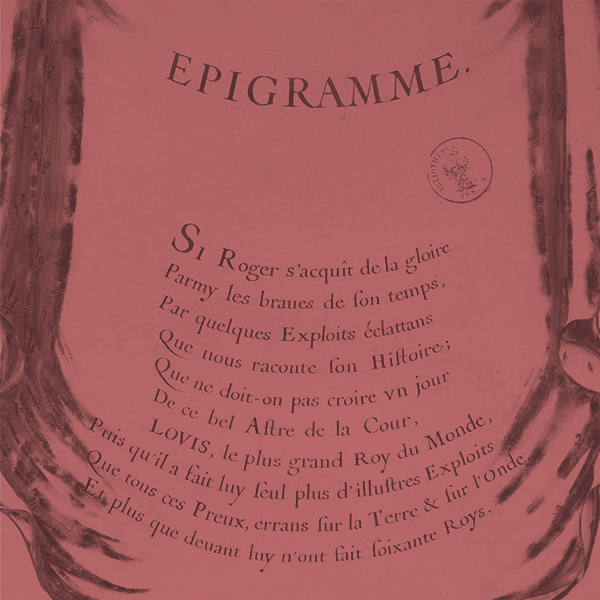 EPIGRAMME.
BIBLIOTHEQUE
SI Roger s'acquît de la gloire
Parmy les braues de ſon temps,
Par quelques Exploits éclattans
Que nous raconte ſon Hiſtoire;
Que ne doit-on pas croire vn jour
De ce bel Aſtre de la Cour,
LOVIS, le plus grand Roy du Monde,
Puis qu'il a fait luy ſeul plus d'illuſtres Exploits
Que tous ces Preux, errans ſur la Terre & ſur l'Onde,
Et plus que deuant luy n'ont fait ſoixante Roys.